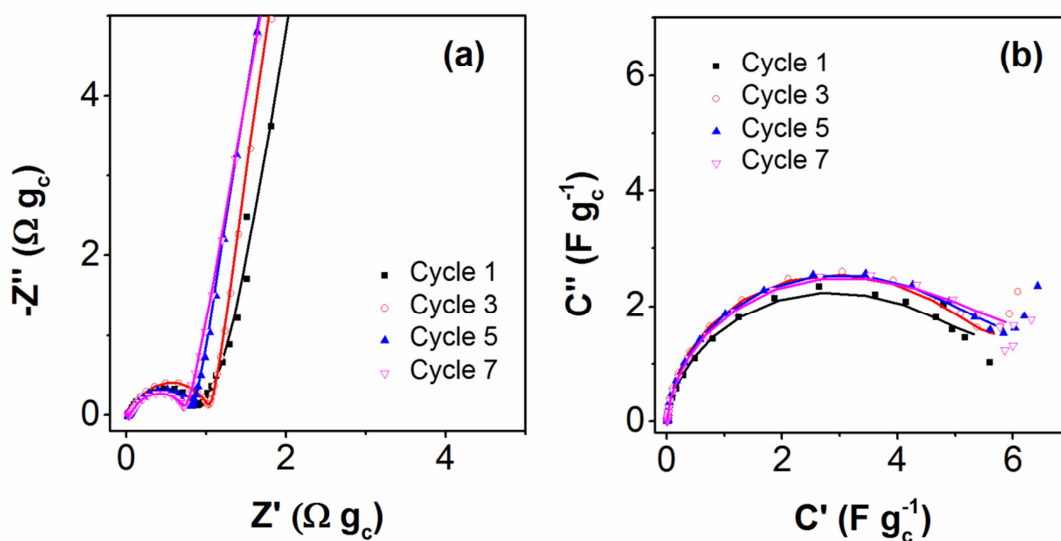 (a)
4
2
0
-Z'' (Ω g_c)
0
2
4
Z' (Ω g_c)
Cycle 1
Cycle 3
Cycle 5
Cycle 7
(b)
6
4
2
0
C'' (F g_c^-1)
0
2
4
6
C' (F g_c^-1)
Cycle 1
Cycle 3
Cycle 5
Cycle 7